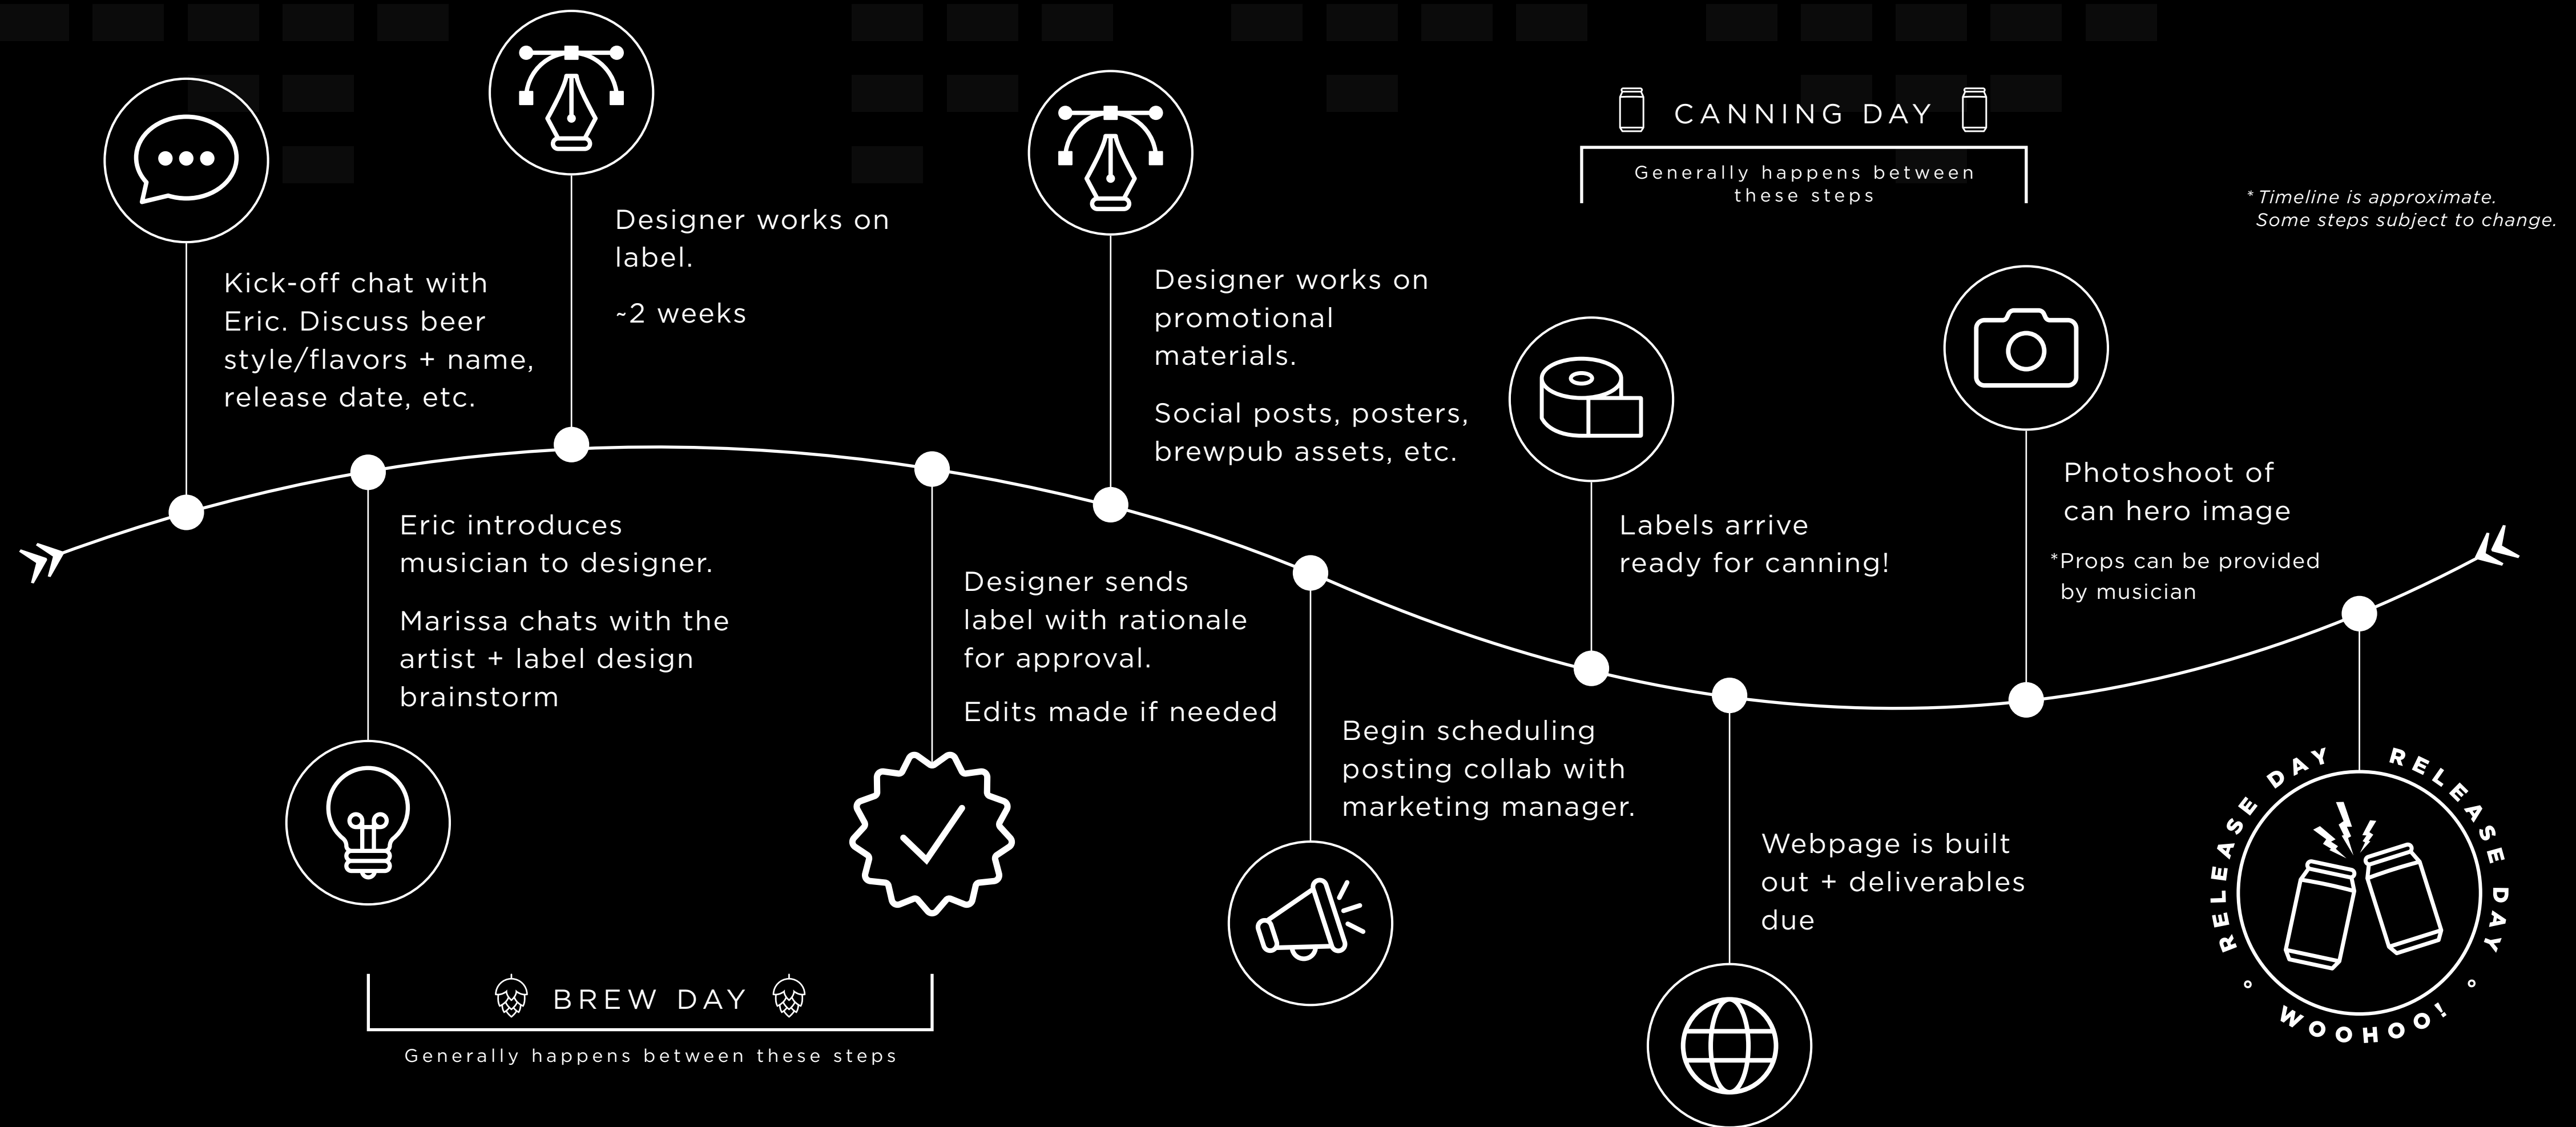 Kick-off chat with
Eric. Discuss beer
style/flavors + name,
release date, etc.
Eric introduces
musician to designer.
Marissa chats with the
artist + label design
brainstorm
Designer works on
label.
~2 weeks
BREW DAY
Generally happens between these steps
Designer sends
label with rationale
for approval.
Edits made if needed
Designer works on
promotional
materials.
Social posts, posters,
brewpub assets, etc.
Begin scheduling
posting collab with
marketing manager.
CANNING DAY
Generally happens between
these steps
Labels arrive
ready for canning!
Webpage is built
out + deliverables
due
Photoshoot of
can hero image
*Props can be provided
by musician
* Timeline is approximate.
Some steps subject to change.
RELEASE DAY
RELEASE DAY
WOOHOO!